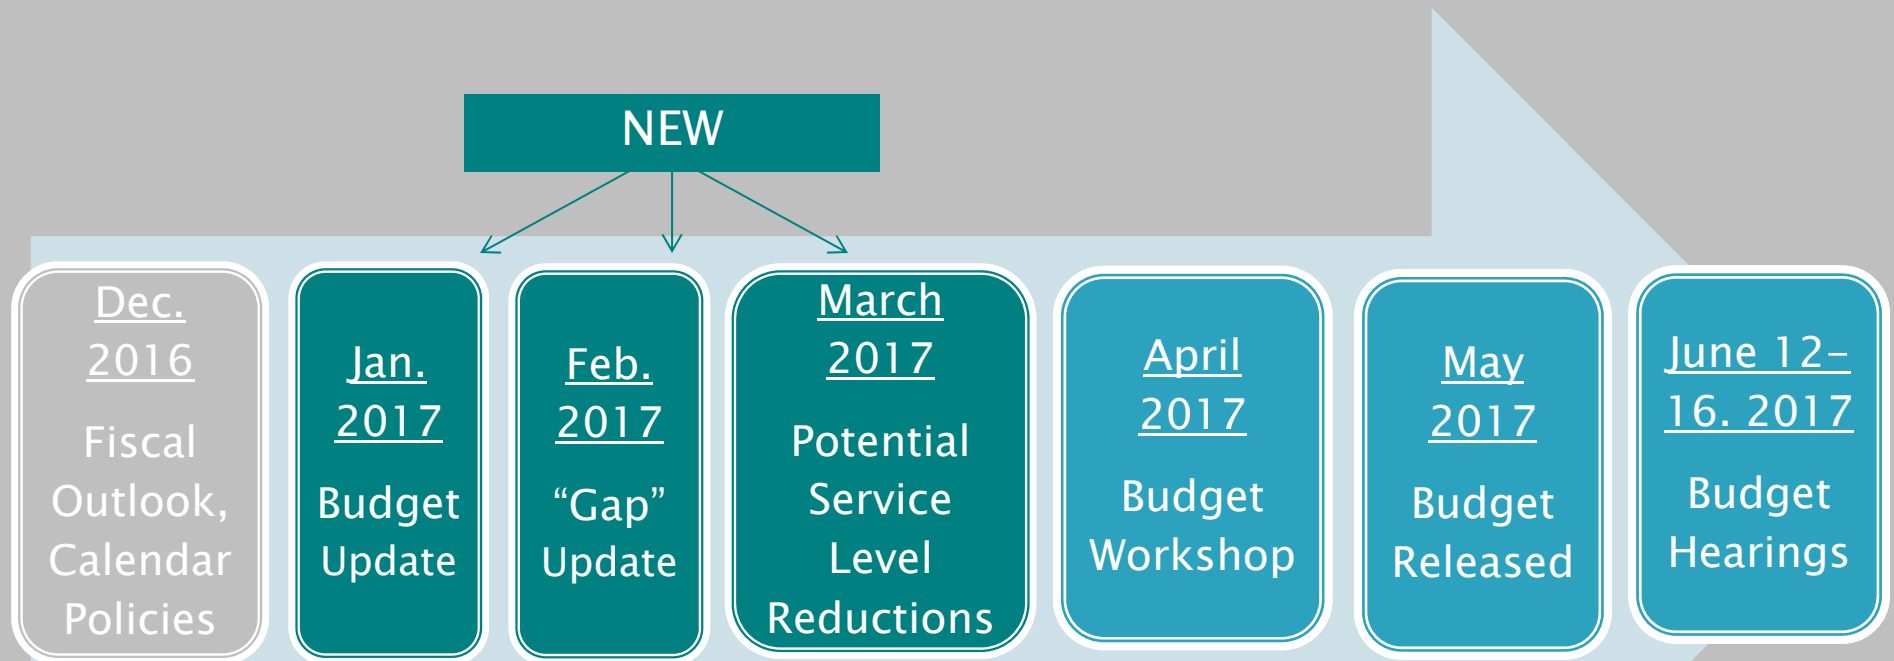 NEW
Dec.
2016
Fiscal
Outlook,
Calendar
Policies
Jan.
2017
Budget
Update
Feb.
2017
“Gap”
Update
March
2017
Potential
Service
Level
Reductions
April
2017
Budget
Workshop
May
2017
Budget
Released
June 12–
16. 2017
Budget
Hearings